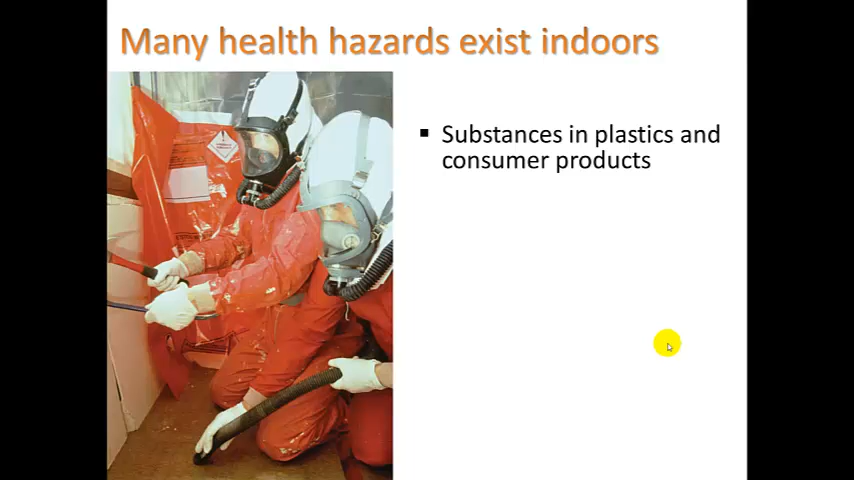 Many health hazards exist indoors
▪ Substances in plastics and
consumer products